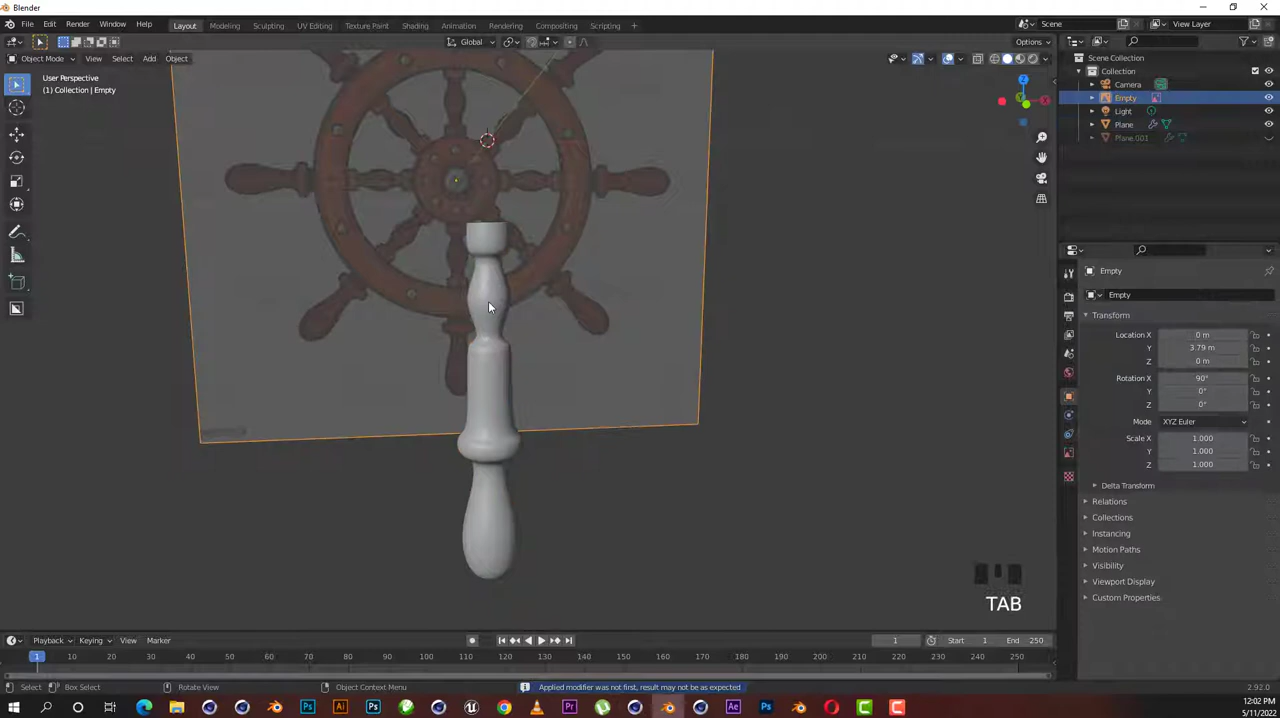 Blender
File Edit Render Window Help Layout Modeling Sculpting UV Editing Texture Paint Shading Animation Rendering Compositing Scripting + Scene View Layer
Global Options
Object Mode View Select Add Object
User Perspective
(1) Collection | Empty
Scene Collection
Collection
Camera
Empty
Light
Plane
Plane.001
Empty
Empty
Transform
Location X 0 m
Y 3.79 m
Z 0 m
Rotation X 90°
Y 0°
Z 0°
Mode XYZ Euler
Scale X 1.000
Y 1.000
Z 1.000
Delta Transform
Relations
Collections
Instancing
Motion Paths
Visibility
Viewport Display
Custom Properties
TAB
Playback Keying View Marker 1 Start 1 End 250
1 10 20 30 40 50 60 70 80 90 100 110 120 130 140 150 160 170 180 190 200 210 220 230 240 250
Select Box Select Rotate View Object Context Menu Applied modifier was not first, result may not be as expected 2.92.0
12:02 PM
5/11/2022